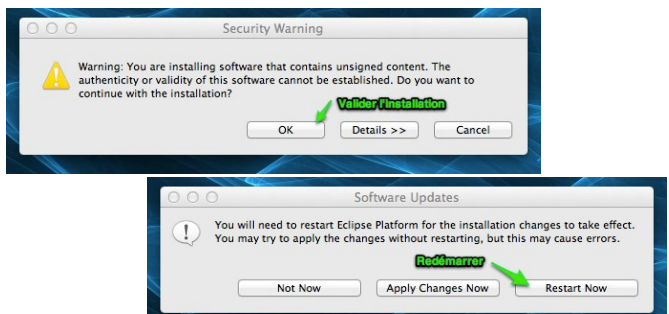 Security Warning
Warning: You are installing software that contains unsigned content. The
authenticity or validity of this software cannot be established. Do you want to
continue with the installation?
Valider l'installation
OK
Details >>
Cancel
Software Updates
You will need to restart Eclipse Platform for the installation changes to take effect.
You may try to apply the changes without restarting, but this may cause errors.
Redémarrer
Not Now
Apply Changes Now
Restart Now